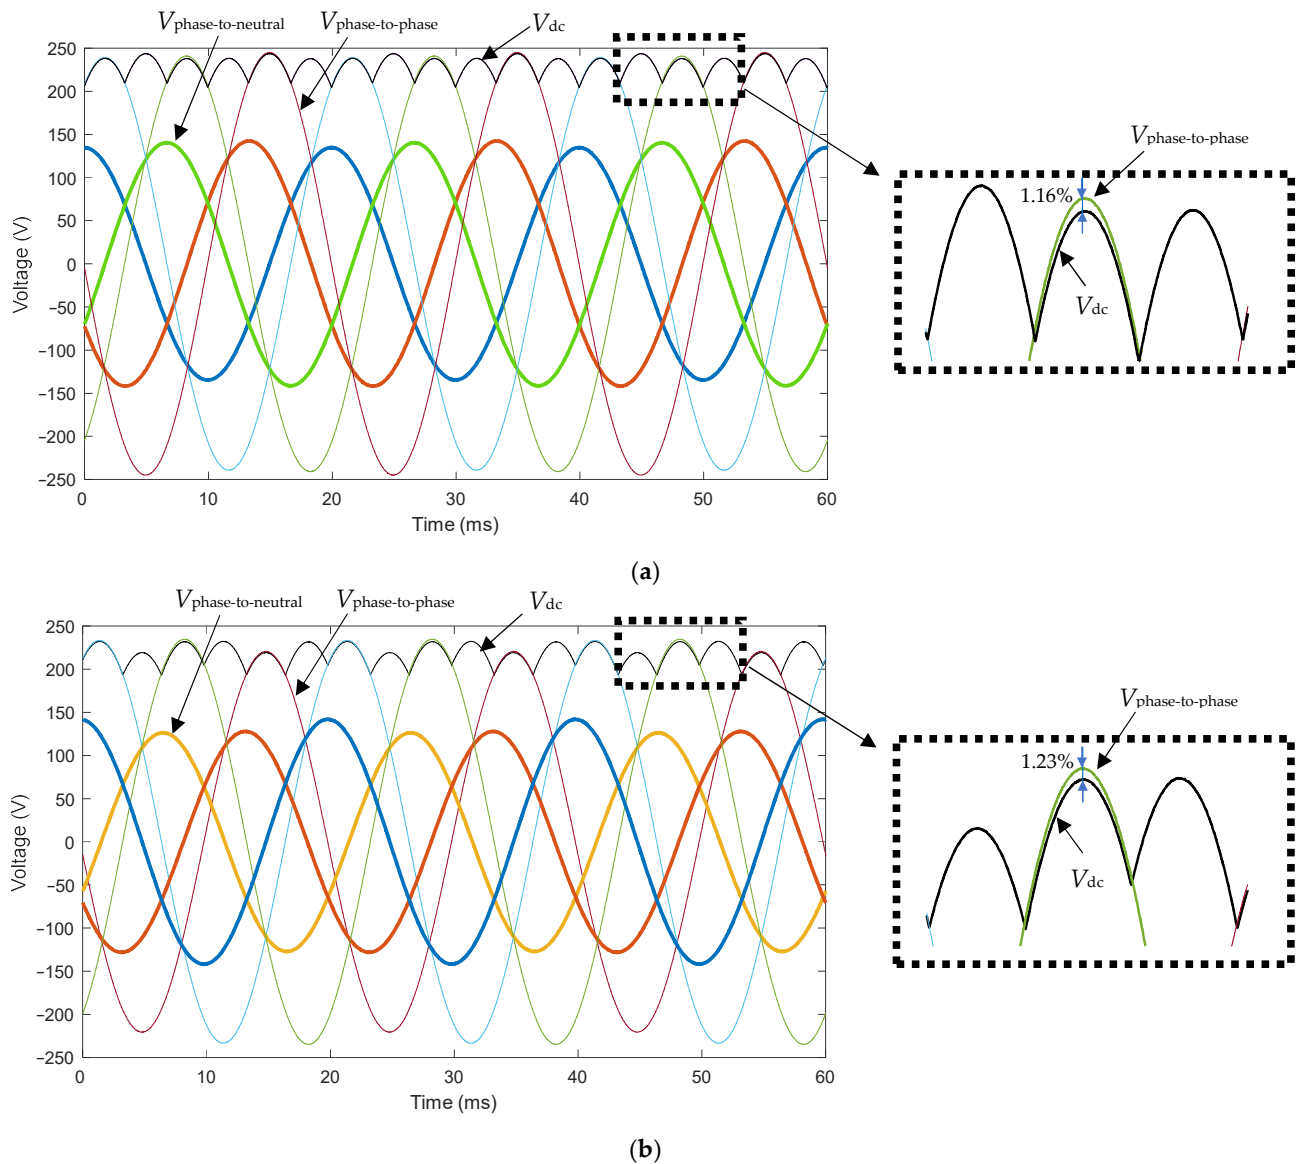 Vphase-to-neutral
Vphase-to-phase
Vdc
250
200
150
100
50
0
−50
−100
−150
−200
−250
Voltage (V)
0 10 20 30 40 50 60
Time (ms)
Vphase-to-phase
1.16%
Vdc
(a)
Vphase-to-neutral
Vphase-to-phase
Vdc
250
200
150
100
50
0
−50
−100
−150
−200
−250
Voltage (V)
0 10 20 30 40 50 60
Time (ms)
Vphase-to-phase
1.23%
Vdc
(b)